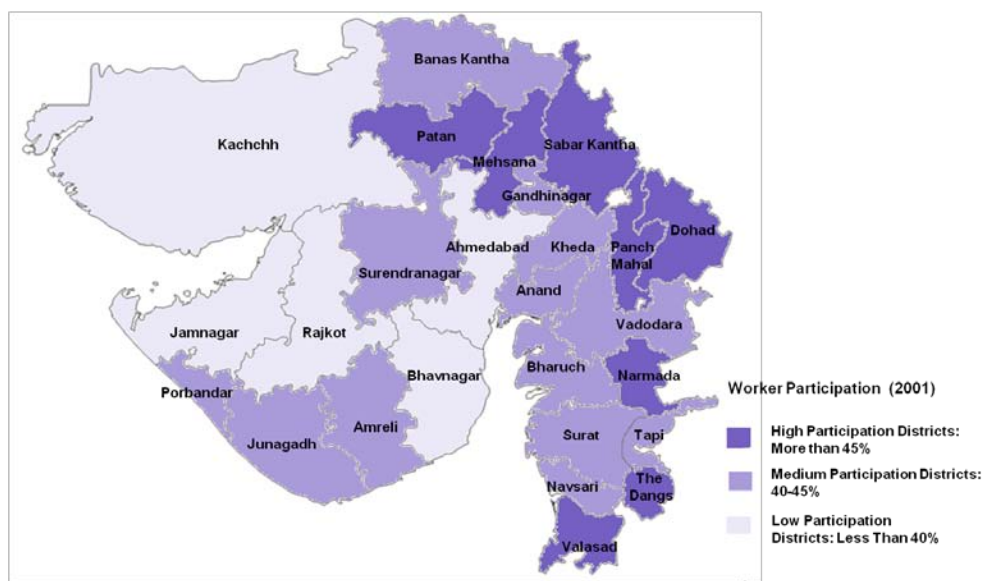 Banas Kantha
Patan
Kachchh
Sabar Kantha
Mehsana
Gandhinagar
Dohad
Ahmedabad
Kheda
Panch
Mahal
Surendranagar
Anand
Vadodara
Jamnagar
Rajkot
Bhavnagar
Bharuch
Narmada
Porbandar
Amreli
Junagadh
Surat
Tapi
The
Dangs
Navsari
Valasad
Worker Participation (2001)
High Participation Districts:
More than 45%
Medium Participation Districts:
40-45%
Low Participation
Districts: Less Than 40%